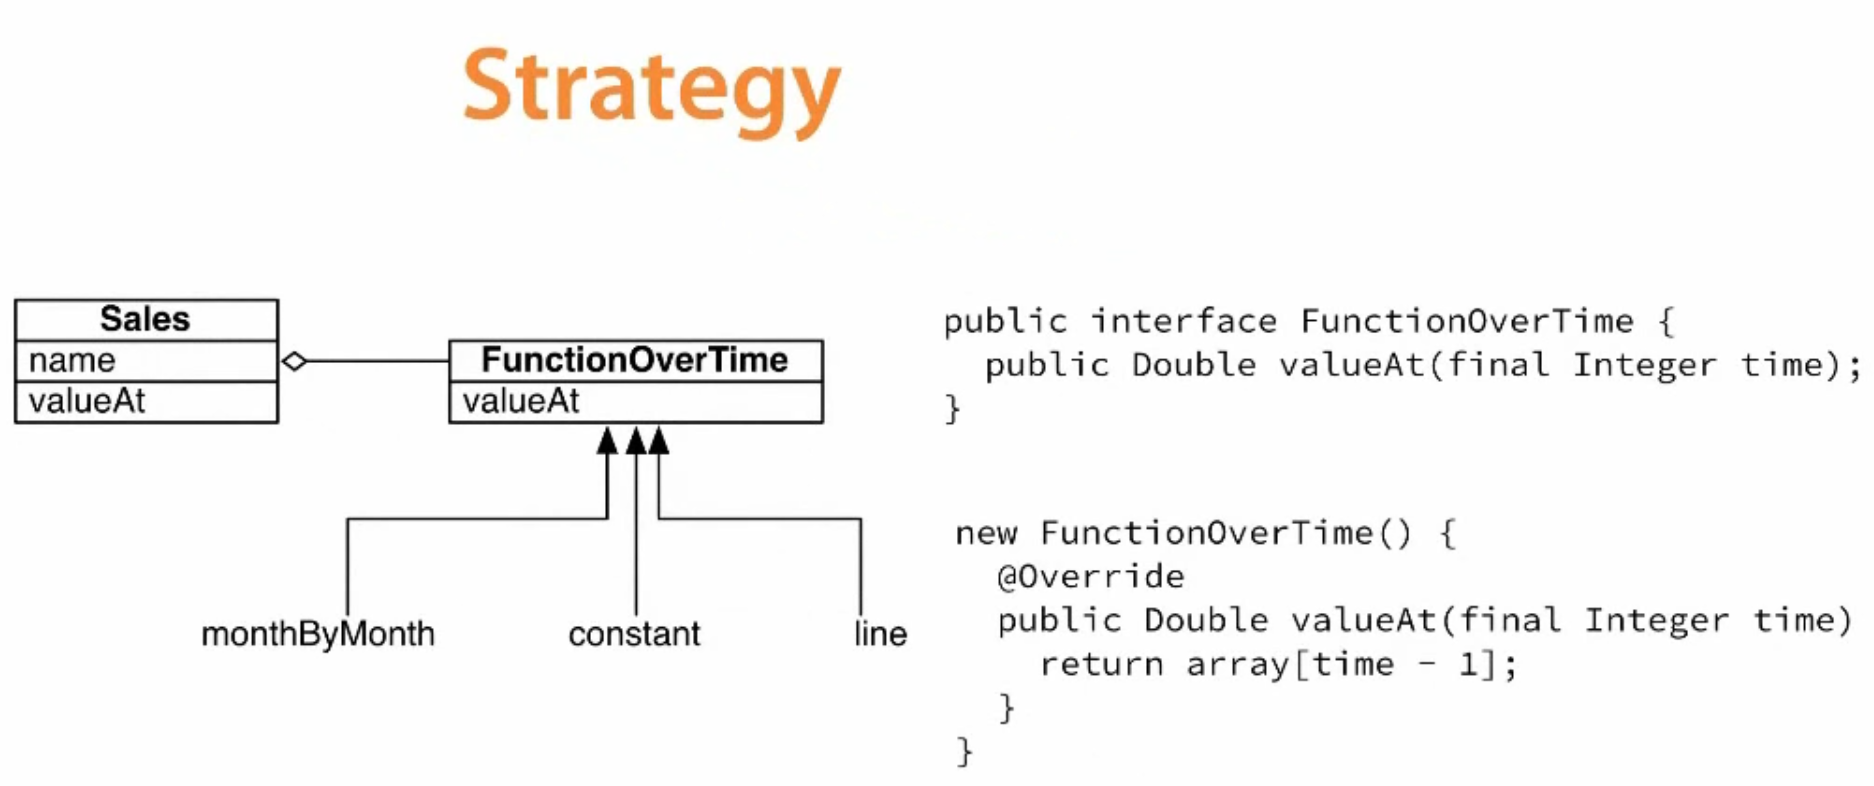 Strategy
Sales
name
valueAt
FunctionOverTime
valueAt
monthByMonth
constant
line
public interface FunctionOverTime {
  public Double valueAt(final Integer time);
}
new FunctionOverTime() {
  @Override
  public Double valueAt(final Integer time)
    return array[time - 1];
  }
}